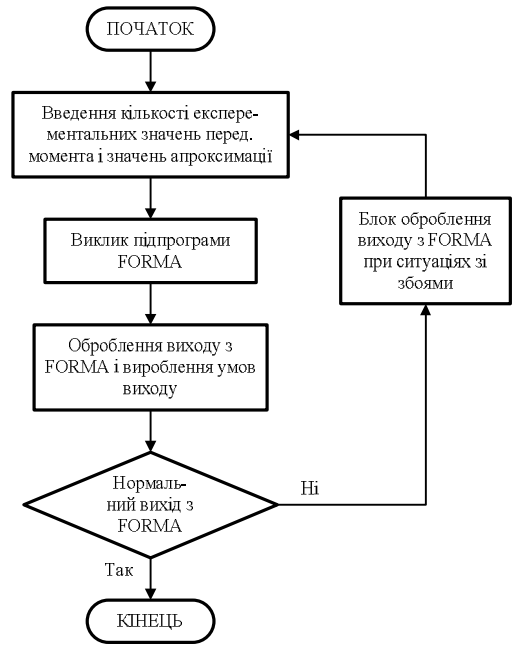 ПОЧАТОК
Введення кількості експере-
ментальних значень перед.
момента і значень апроксимації
Виклик підпрограми
FORMA
Оброблення виходу з
FORMA і вироблення умов
виходу
Нормаль-
ний вихід з
FORMA
Ні
Блок оброблення
виходу з FORMA
при ситуаціях зі
збоями
Так
КІНЕЦЬ